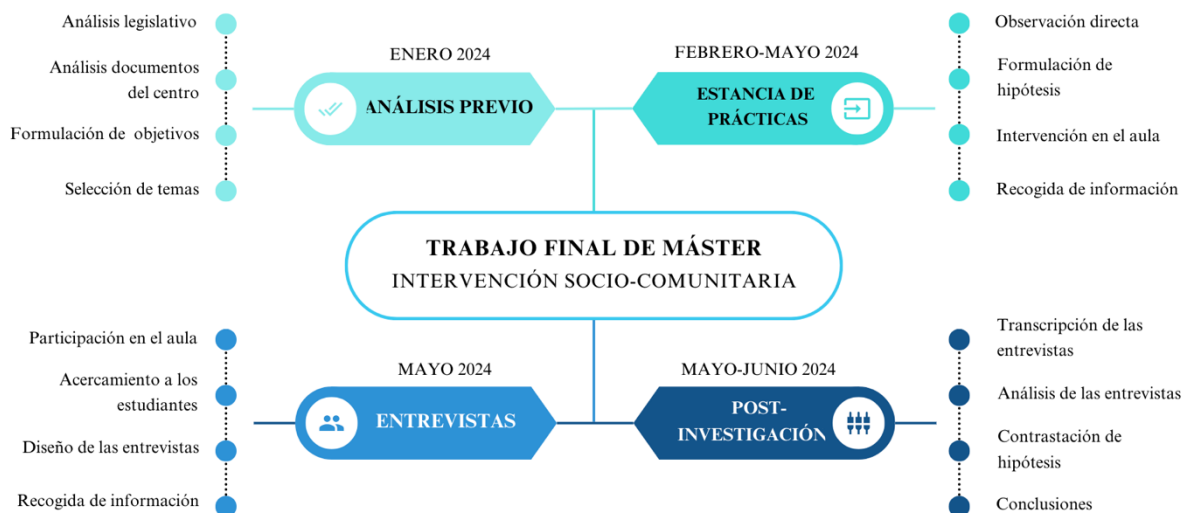 Análisis legislativo
Análisis documentos
del centro
Formulación de objetivos
Selección de temas
ENERO 2024
ANÁLISIS PREVIO
FEBRERO-MAYO 2024
ESTANCIA DE
PRÁCTICAS
Observación directa
Formulación de
hipótesis
Intervención en el aula
Recogida de información
TRABAJO FINAL DE MÁSTER
INTERVENCIÓN SOCIO-COMUNITARIA
Participación en el aula
Acercamiento a los
estudiantes
Diseño de las entrevistas
Recogida de información
MAYO 2024
ENTREVISTAS
MAYO-JUNIO 2024
POST-
INVESTIGACIÓN
Transcripción de las
entrevistas
Análisis de las entrevistas
Contrastación de
hipótesis
Conclusiones